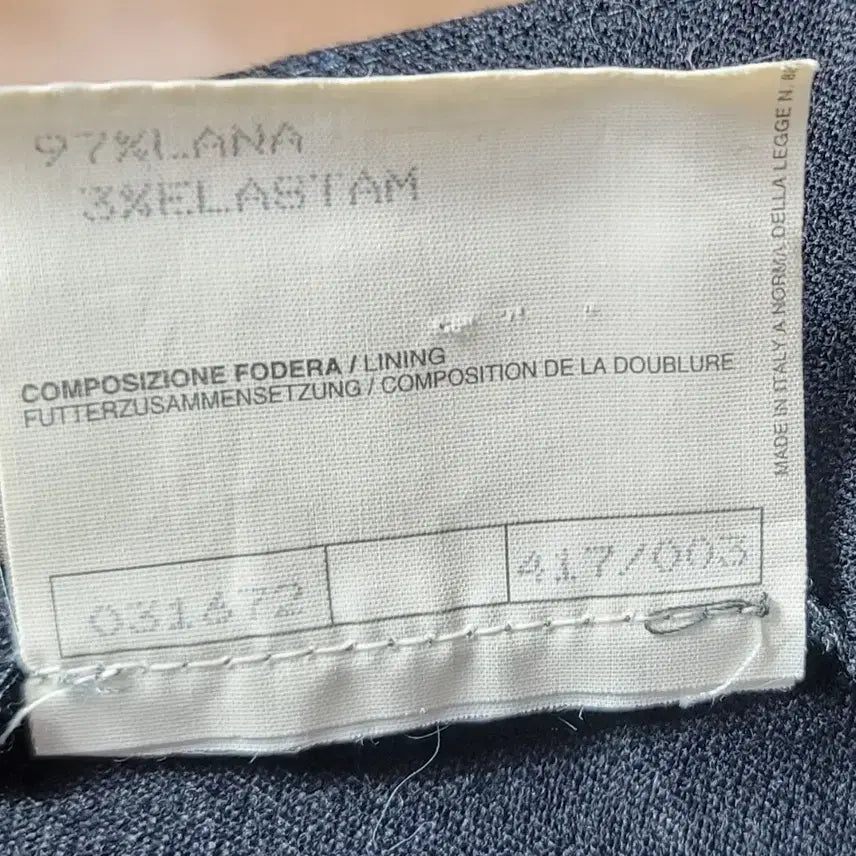 97%LANA
3%ELASTAM
COMPOSIZIONE FODERA / LINING
FUTTERZUSAMMENSETZUNG / COMPOSITION DE LA DOUBLURE
031672
417/003
MADE IN ITALY A NORMA DELLA LEGGE N.